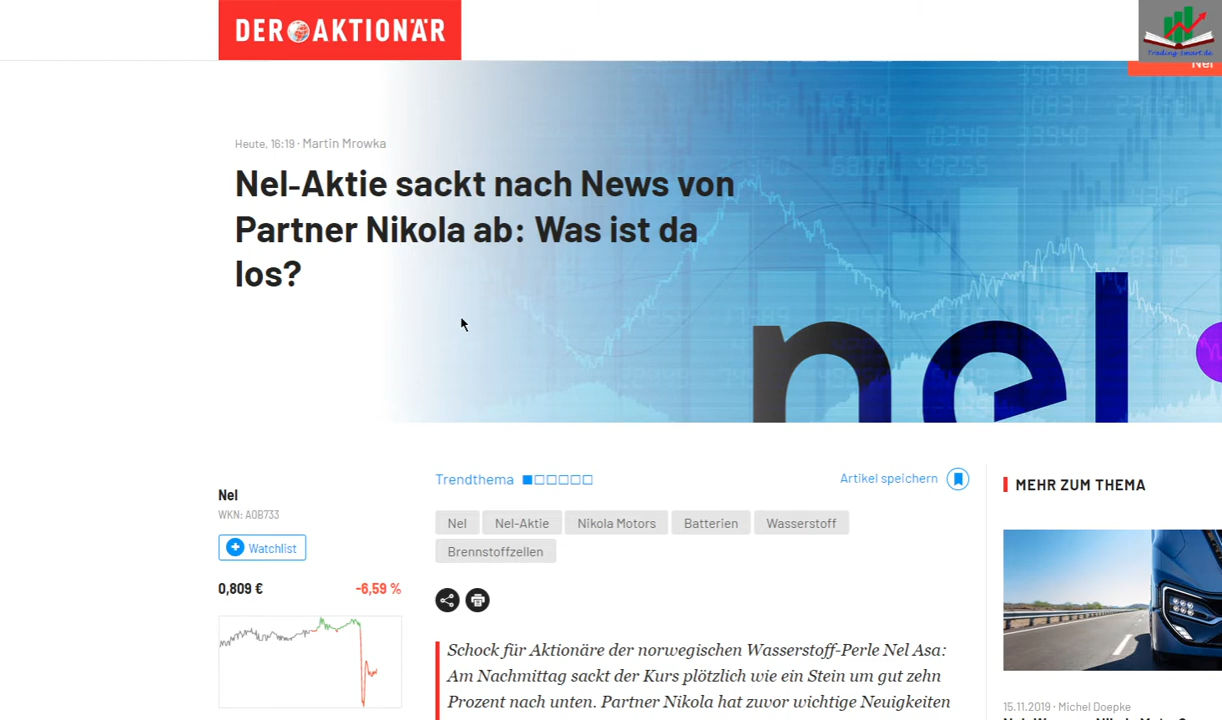 DER AKTIONÄR
Trading-Smart.de
Nel
Heute, 16:19 · Martin Mrowka
Nel-Aktie sackt nach News von
Partner Nikola ab: Was ist da
los?
nel
Nel
WKN: A0B733
Watchlist
0,809 €
-6,59 %
Trendthema
Artikel speichern
Nel
Nel-Aktie
Nikola Motors
Batterien
Wasserstoff
Brennstoffzellen
Schock für Aktionäre der norwegischen Wasserstoff-Perle Nel Asa:
Am Nachmittag sackt der Kurs plötzlich wie ein Stein um gut zehn
Prozent nach unten. Partner Nikola hat zuvor wichtige Neuigkeiten
MEHR ZUM THEMA
15.11.2019 · Michel Doepke